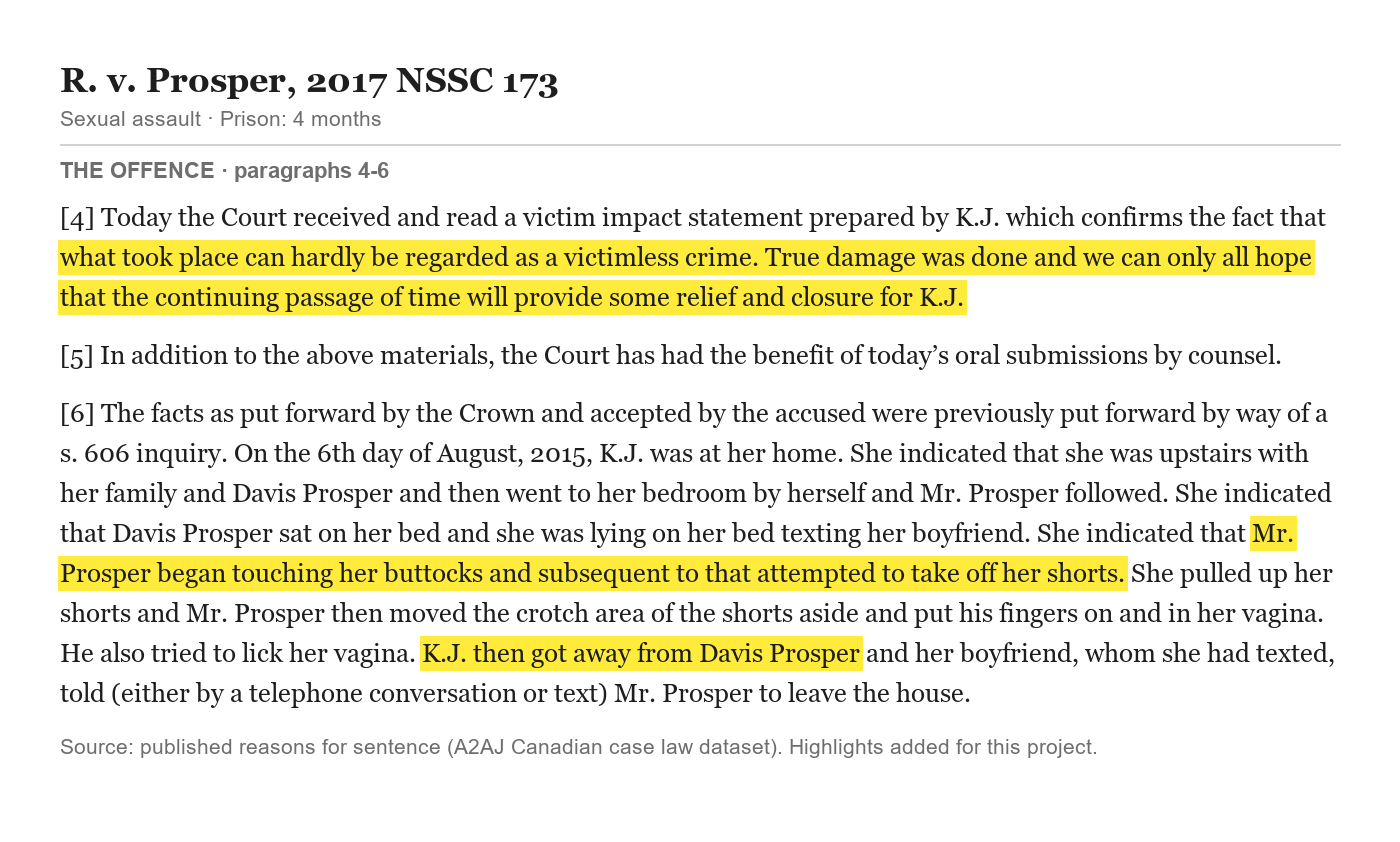 R. v. Prosper, 2017 NSSC 173
Sexual assault · Prison: 4 months
THE OFFENCE · paragraphs 4-6
[4] Today the Court received and read a victim impact statement prepared by K.J. which confirms the fact that
what took place can hardly be regarded as a victimless crime. True damage was done and we can only all hope
that the continuing passage of time will provide some relief and closure for K.J.
[5] In addition to the above materials, the Court has had the benefit of today’s oral submissions by counsel.
[6] The facts as put forward by the Crown and accepted by the accused were previously put forward by way of a
s. 606 inquiry. On the 6th day of August, 2015, K.J. was at her home. She indicated that she was upstairs with
her family and Davis Prosper and then went to her bedroom by herself and Mr. Prosper followed. She indicated
that Davis Prosper sat on her bed and she was lying on her bed texting her boyfriend. She indicated that Mr.
Prosper began touching her buttocks and subsequent to that attempted to take off her shorts. She pulled up her
shorts and Mr. Prosper then moved the crotch area of the shorts aside and put his fingers on and in her vagina.
He also tried to lick her vagina. K.J. then got away from Davis Prosper and her boyfriend, whom she had texted,
told (either by a telephone conversation or text) Mr. Prosper to leave the house.
Source: published reasons for sentence (A2AJ Canadian case law dataset). Highlights added for this project.